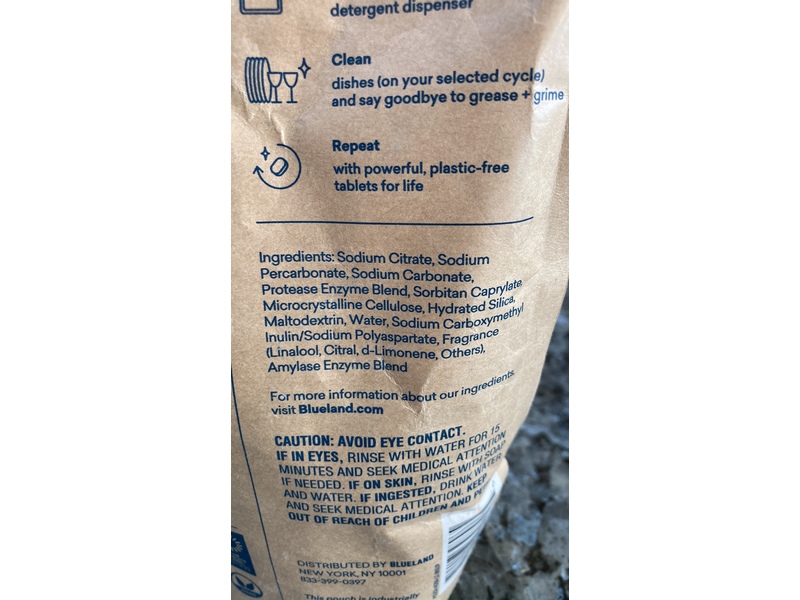 detergent dispenser
Clean
dishes (on your selected cycle)
and say goodbye to grease + grime
Repeat
with powerful, plastic-free
tablets for life
Ingredients: Sodium Citrate, Sodium
Percarbonate, Sodium Carbonate,
Protease Enzyme Blend, Sorbitan Caprylate,
Microcrystalline Cellulose, Hydrated Silica,
Maltodextrin, Water, Sodium Carboxymethyl
Inulin/Sodium Polyaspartate, Fragrance
(Linalool, Citral, d-Limonene, Others),
Amylase Enzyme Blend
For more information about our ingredients,
visit Blueland.com
CAUTION: AVOID EYE CONTACT.
IF IN EYES, RINSE WITH WATER FOR 15
MINUTES AND SEEK MEDICAL ATTENTION
IF NEEDED. IF ON SKIN, RINSE WITH SOAP
AND WATER. IF INGESTED, DRINK WATER
AND SEEK MEDICAL ATTENTION. KEEP
OUT OF REACH OF CHILDREN AND
DISTRIBUTED BY BLUELAND
NEW YORK, NY 10001
833-399-0397
This pouch is industrially